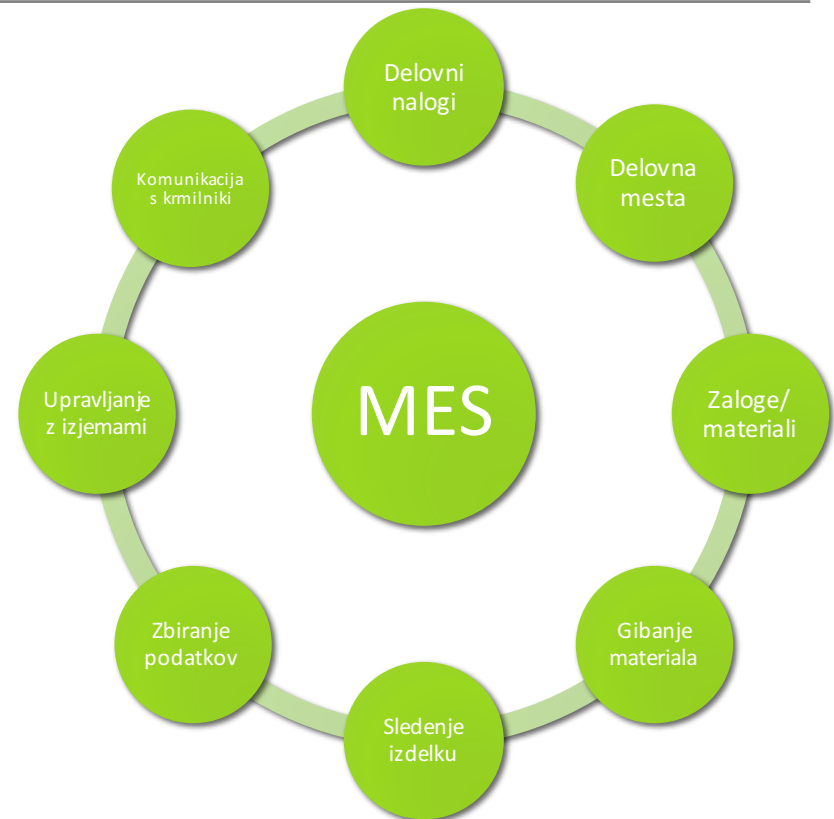 Delovni
nalogi
Delovna
mesta
Zaloge/
materiali
Gibanje
materiala
Sledenje
izdelku
Zbiranje
podatkov
Upravljanje
z izjemami
Komunikacija
s krmilniki
MES